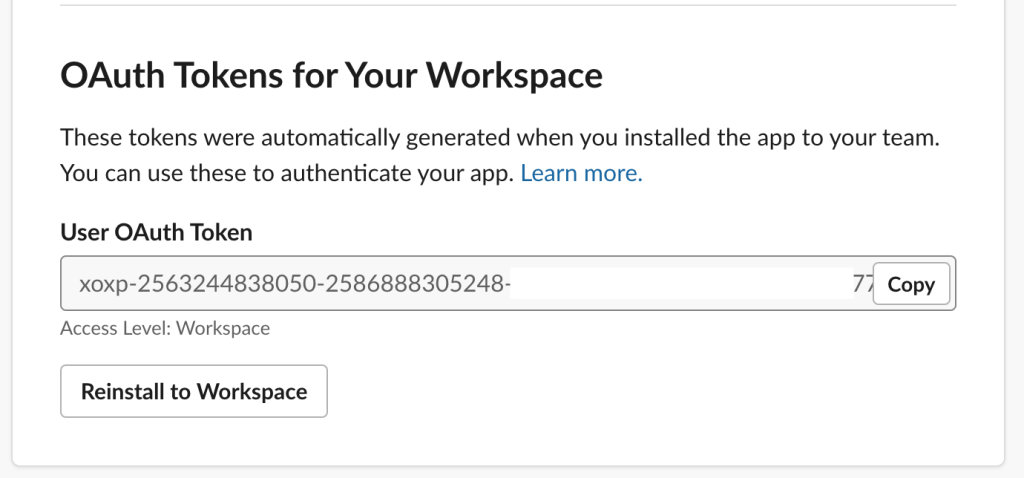 OAuth Tokens for Your Workspace
These tokens were automatically generated when you installed the app to your team.
You can use these to authenticate your app. Learn more.
User OAuth Token
xoxp-2563244838050-2586888305248- 77 Copy
Access Level: Workspace
Reinstall to Workspace